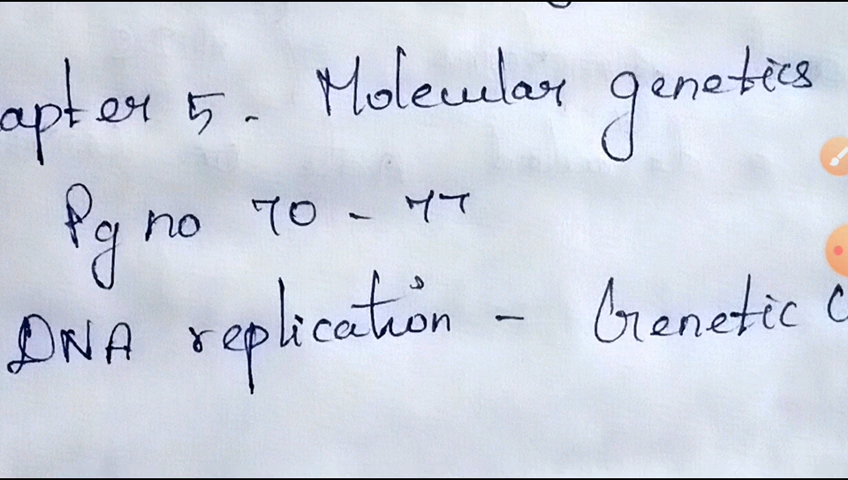 apter 5. Molecular genetics
Pg no 70 - 77
DNA replication - Genetic C